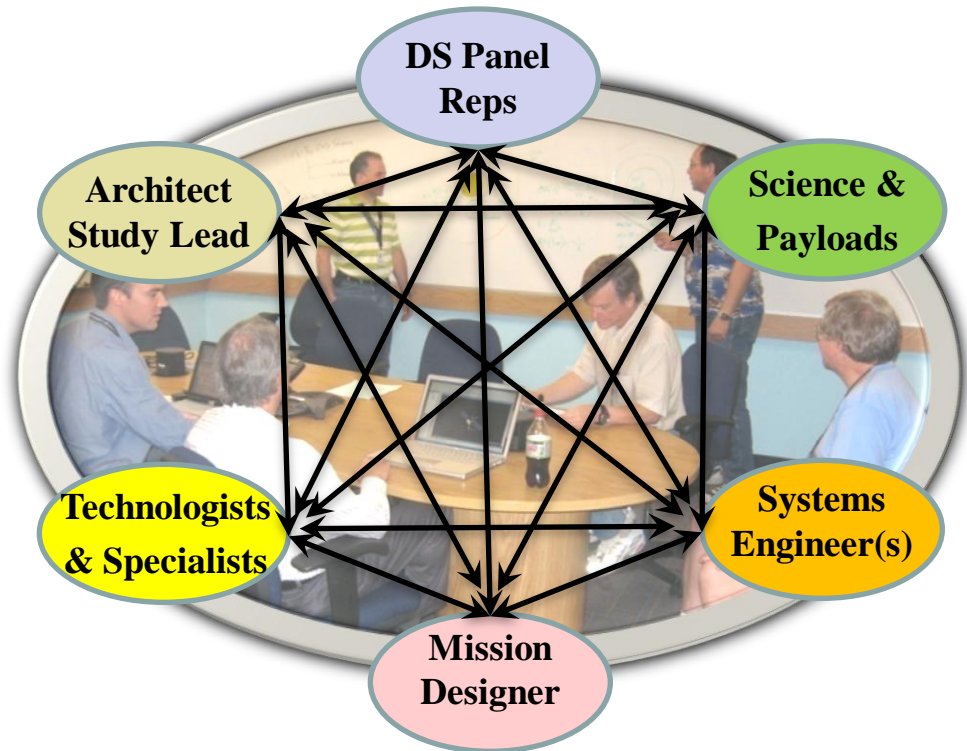 DS Panel
Reps
Architect
Study Lead
Science &
Payloads
Technologists
& Specialists
Systems
Engineer(s)
Mission
Designer